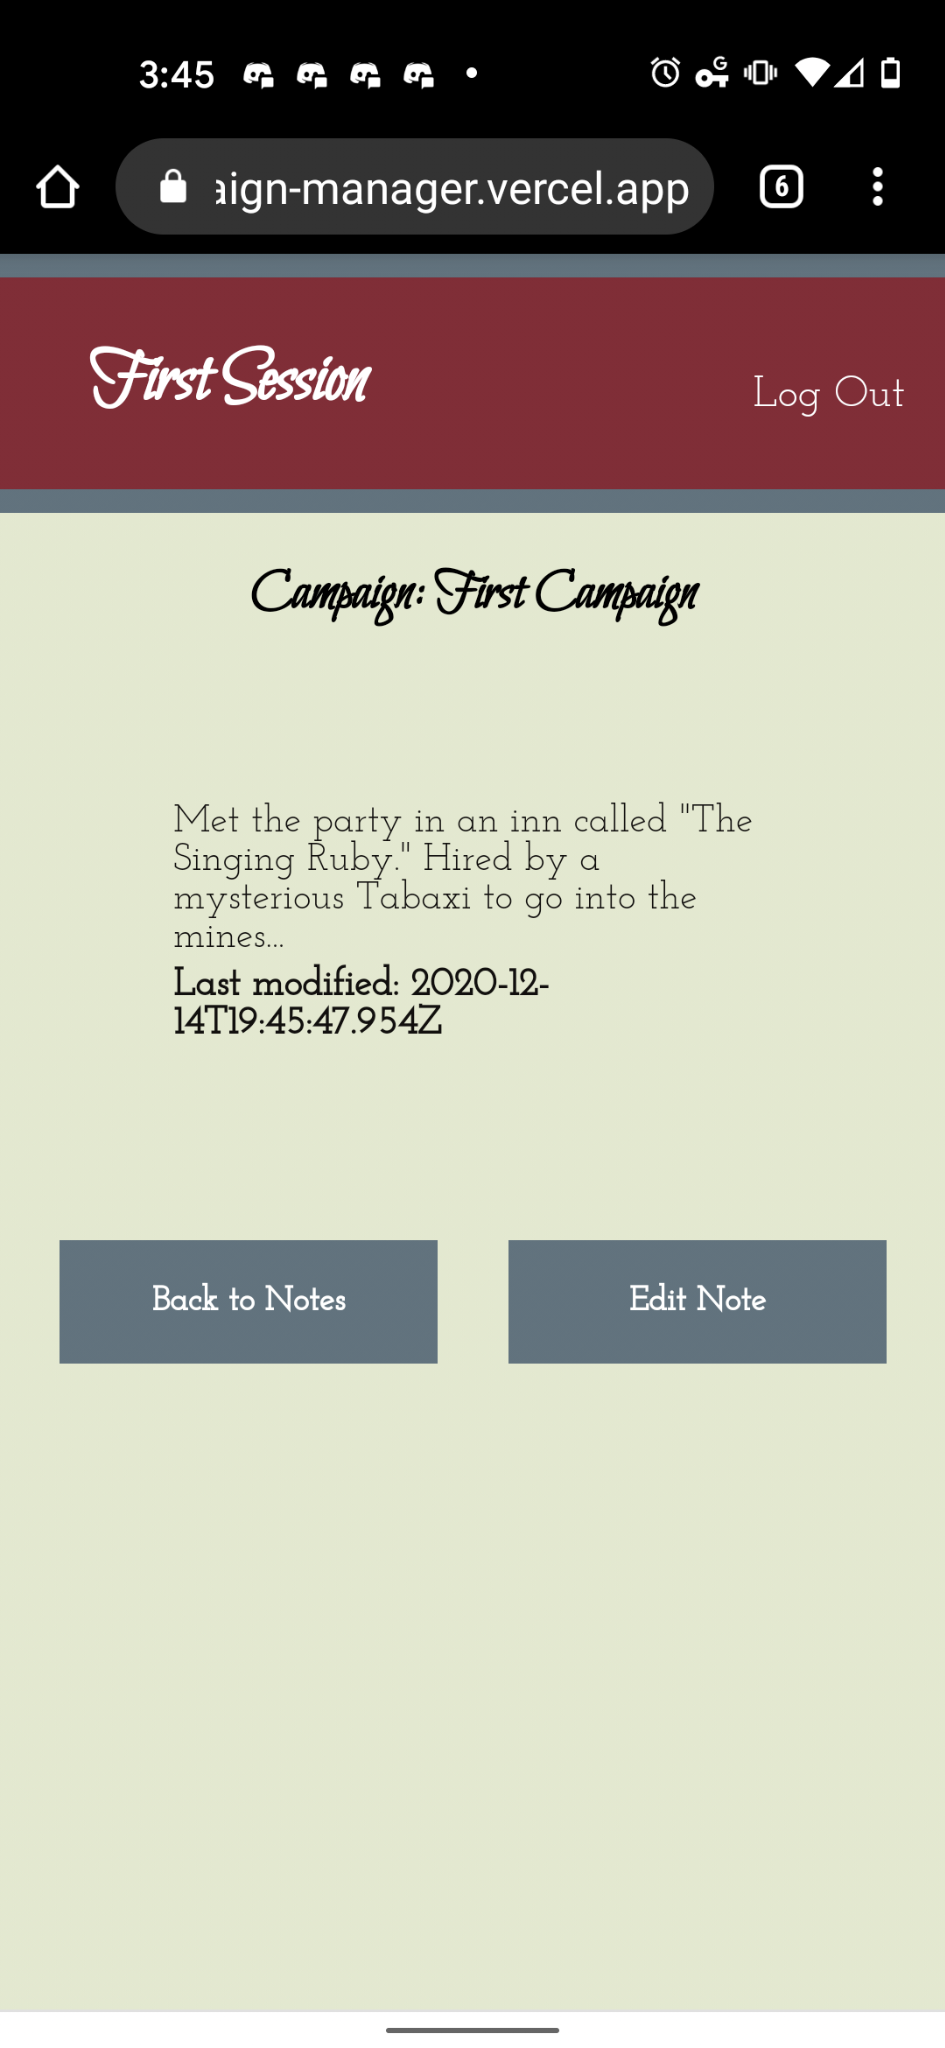 3:45
aign-manager.vercel.app
6
First Session
Log Out
Campaign: First Campaign
Met the party in an inn called "The
Singing Ruby." Hired by a
mysterious Tabaxi to go into the
mines...
Last modified: 2020-12-
14T19:45:47.954Z
Back to Notes
Edit Note